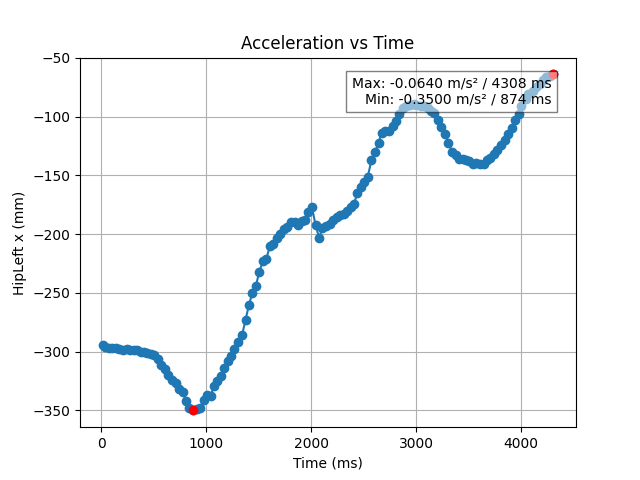 Acceleration vs Time
Max: -0.0640 m/s² / 4308 ms
Min: -0.3500 m/s² / 874 ms
HipLeft x (mm)
−50
−100
−150
−200
−250
−300
−350
0 1000 2000 3000 4000
Time (ms)